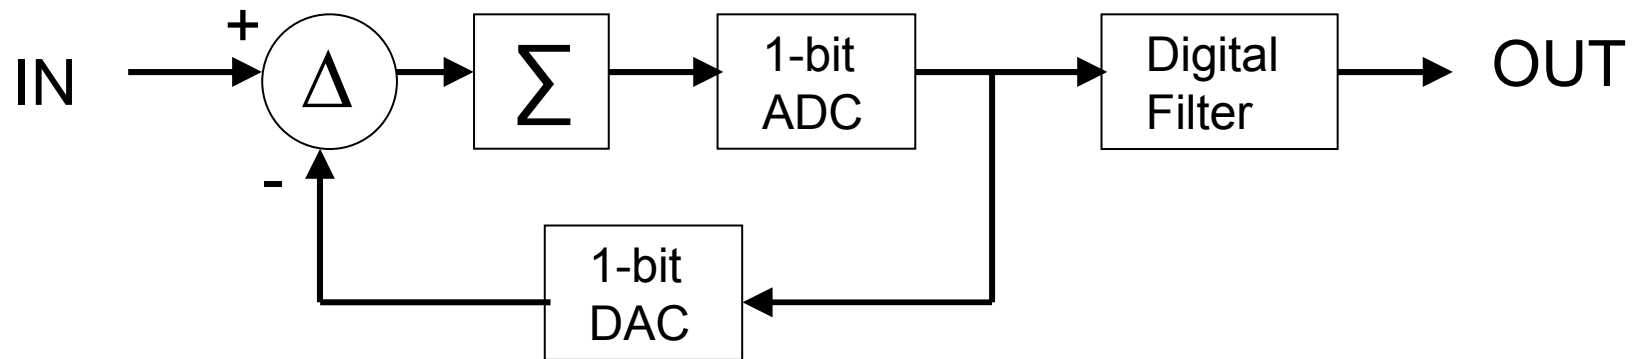 IN
+
-
Δ
∑
1-bit
ADC
Digital
Filter
OUT
1-bit
DAC